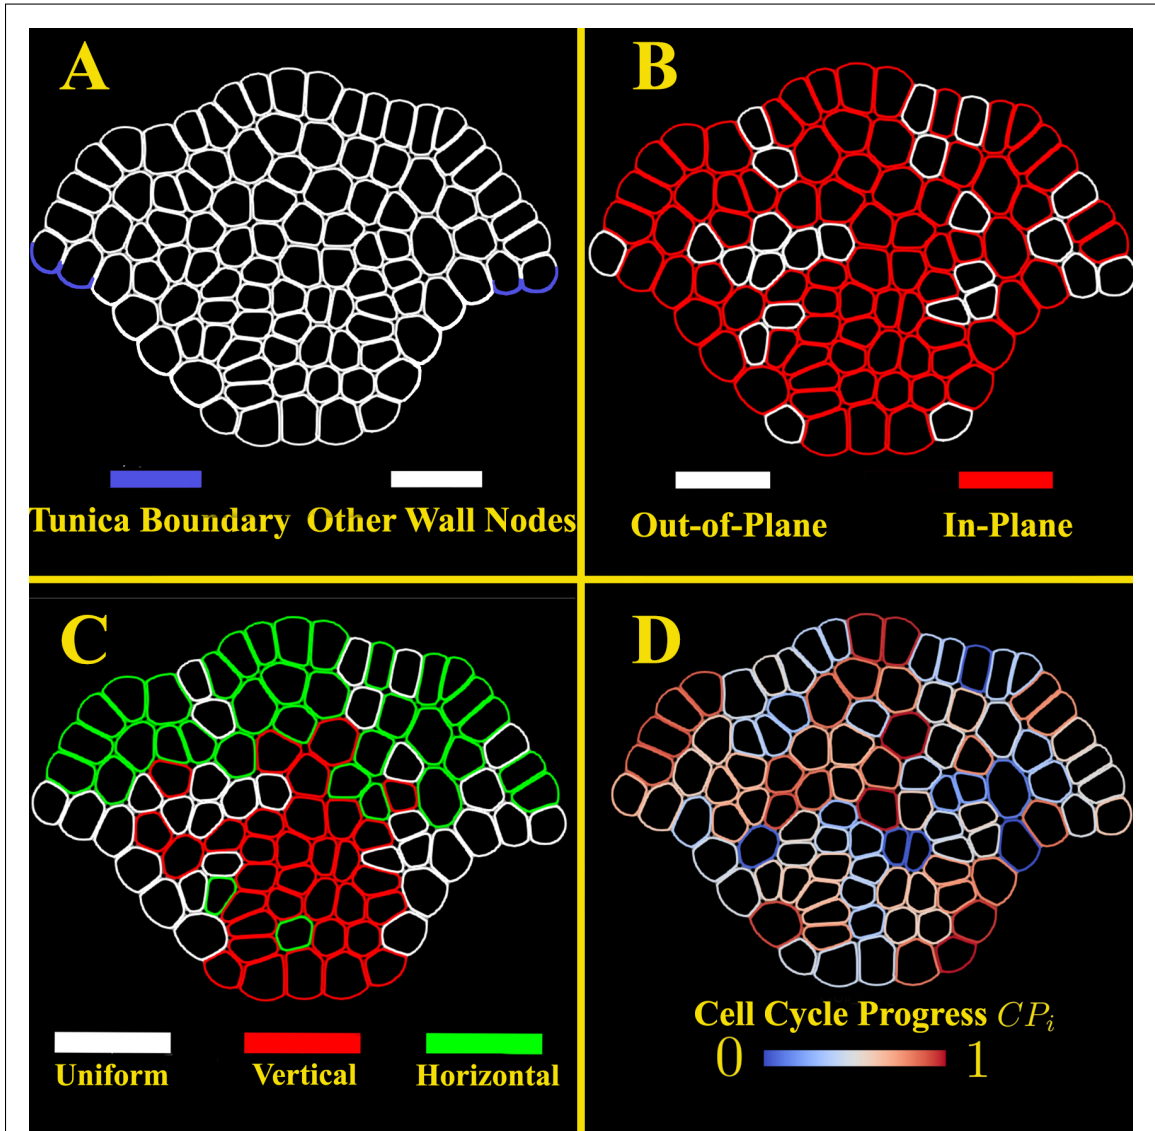 A
Tunica Boundary Other Wall Nodes
B
Out-of-Plane In-Plane
C
Uniform Vertical Horizontal
D
Cell Cycle Progress CPᵢ
0 1